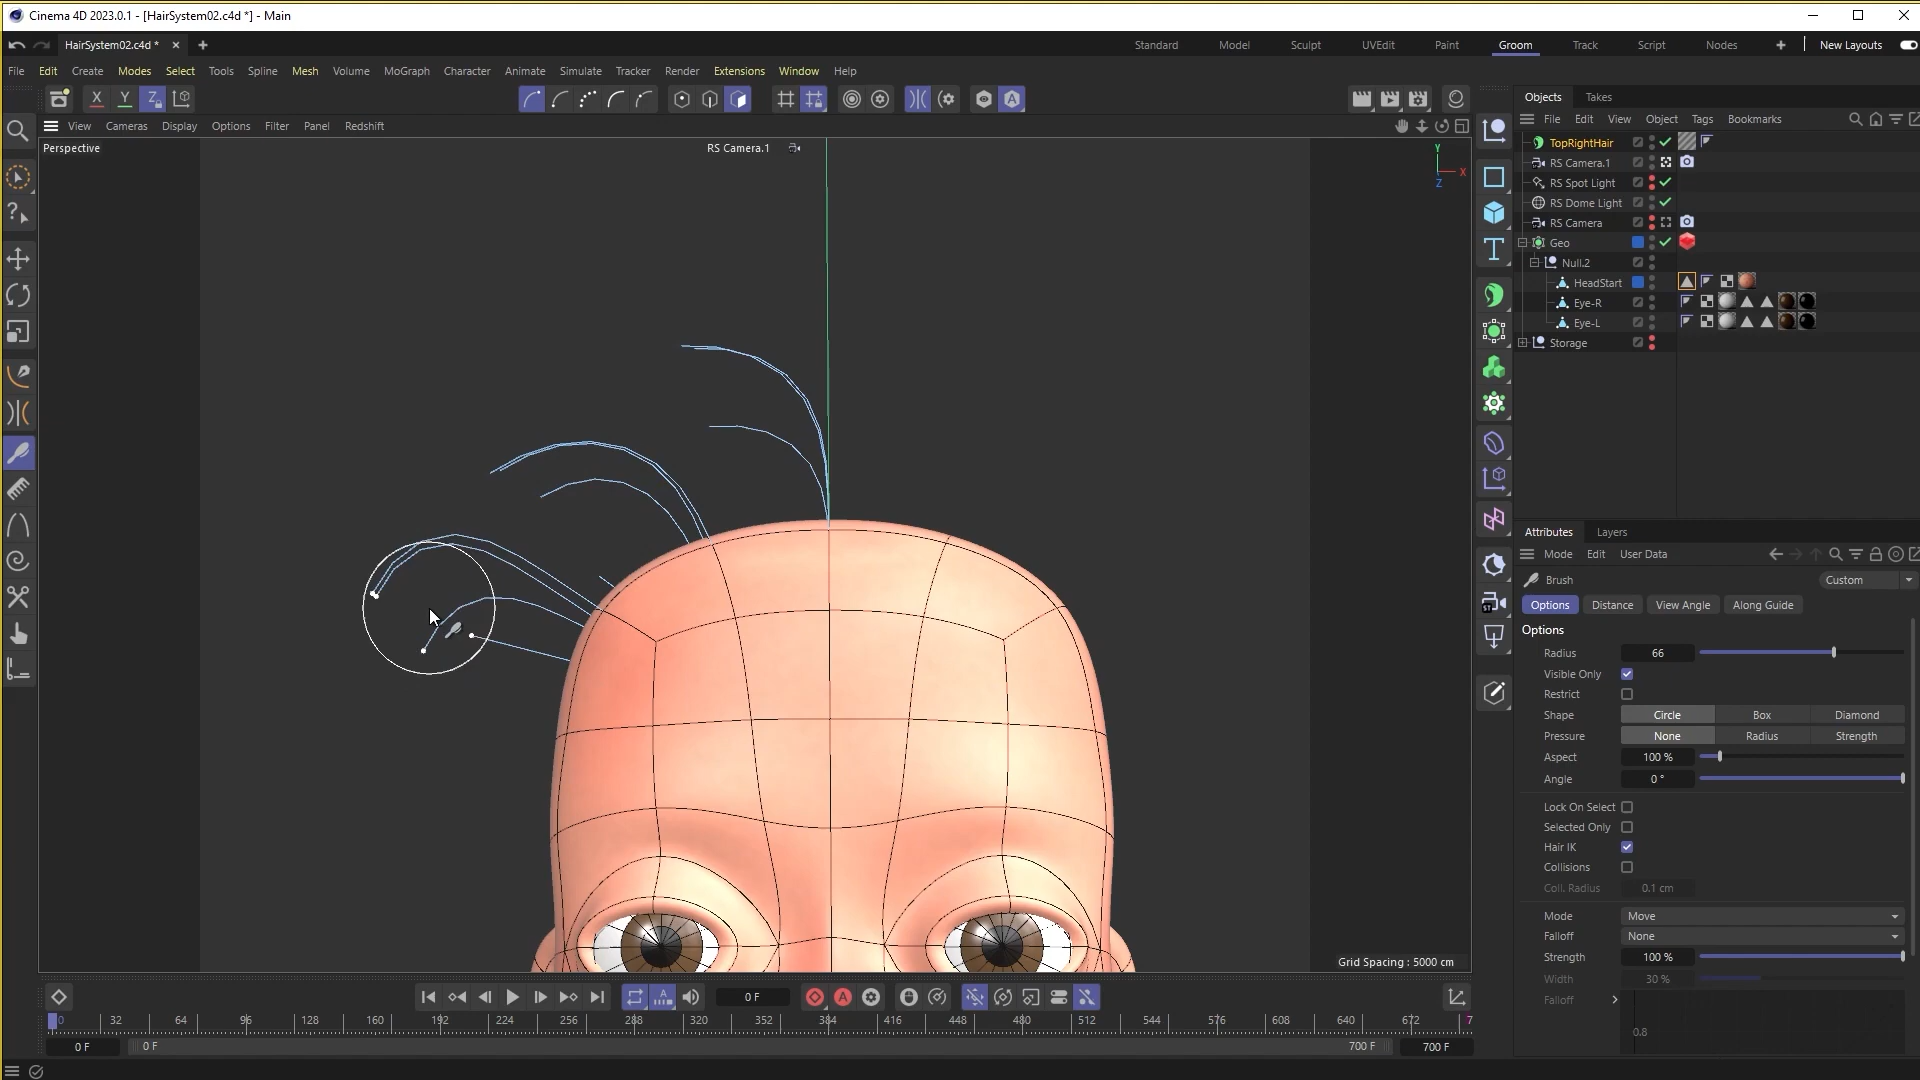 Cinema 4D 2023.0.1 - [HairSystem02.c4d *] - Main
HairSystem02.c4d *
Standard Model Sculpt UVEdit Paint Groom Track Script Nodes New Layouts
File Edit Create Modes Select Tools Spline Mesh Volume MoGraph Character Animate Simulate Tracker Render Extensions Window Help
X Y Z
Objects Takes
View Cameras Display Options Filter Panel Redshift
File Edit View Object Tags Bookmarks
Perspective
RS Camera.1
Y
X
Z
TopRightHair
RS Camera.1
RS Spot Light
RS Dome Light
RS Camera
Geo
Null.2
HeadStart
Eye-R
Eye-L
Storage
Attributes Layers
Mode Edit User Data
Brush Custom
Options Distance View Angle Along Guide
Options
Radius 66
Visible Only
Restrict
Shape Circle Box Diamond
Pressure None Radius Strength
Aspect 100 %
Angle 0 °
Lock On Select
Selected Only
Hair IK
Collisions
Coll. Radius 0.1 cm
Mode Move
Falloff None
Strength 100 %
Width 30 %
Falloff
0.8
Grid Spacing : 5000 cm
0 F
0 32 64 96 128 160 192 224 256 288 320 352 384 416 448 480 512 544 576 608 640 672 7
0 F 0 F 700 F 700 F